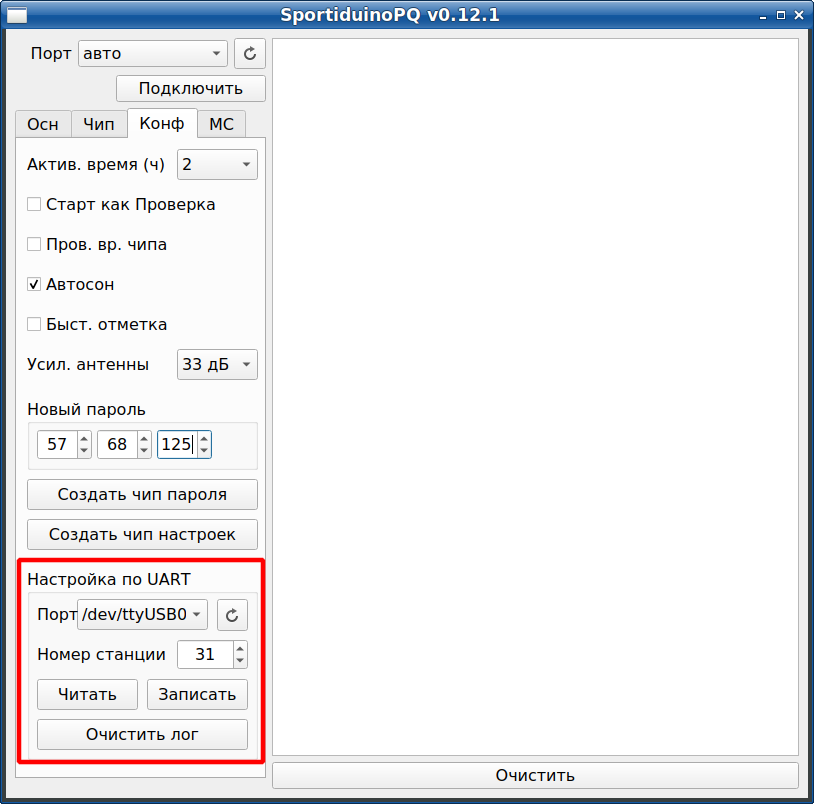 SportiduinoPQ v0.12.1
Порт авто
Подключить
Осн Чип Конф МС
Актив. время (ч) 2
Старт как Проверка
Пров. вр. чипа
Автосон
Быст. отметка
Усил. антенны 33 дБ
Новый пароль
57 68 125
Создать чип пароля
Создать чип настроек
Настройка по UART
Порт /dev/ttyUSB0
Номер станции 31
Читать Записать
Очистить лог
Очистить